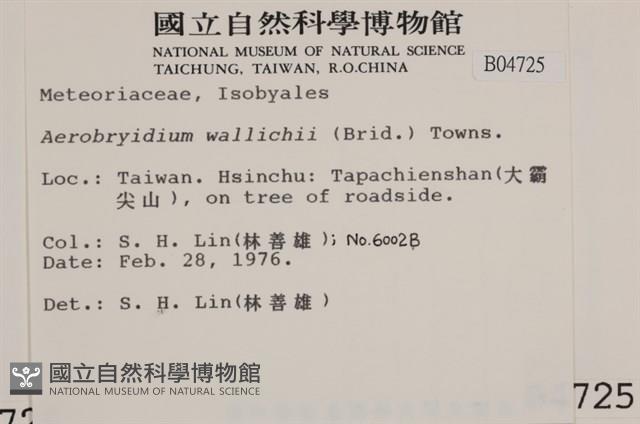 國立自然科學博物館
NATIONAL MUSEUM OF NATURAL SCIENCE
TAICHUNG, TAIWAN, R.O.CHINA
B04725
Meteoriaceae, Isobyales
Aerobryidium wallichii (Brid.) Towns.
Loc.: Taiwan. Hsinchu: Tapachienshan(大霸
尖山), on tree of roadside.
Col.: S. H. Lin(林善雄); No.6002B
Date: Feb. 28, 1976.
Det.: S. H. Lin(林善雄)
國立自然科學博物館
NATIONAL MUSEUM OF NATURAL SCIENCE
725